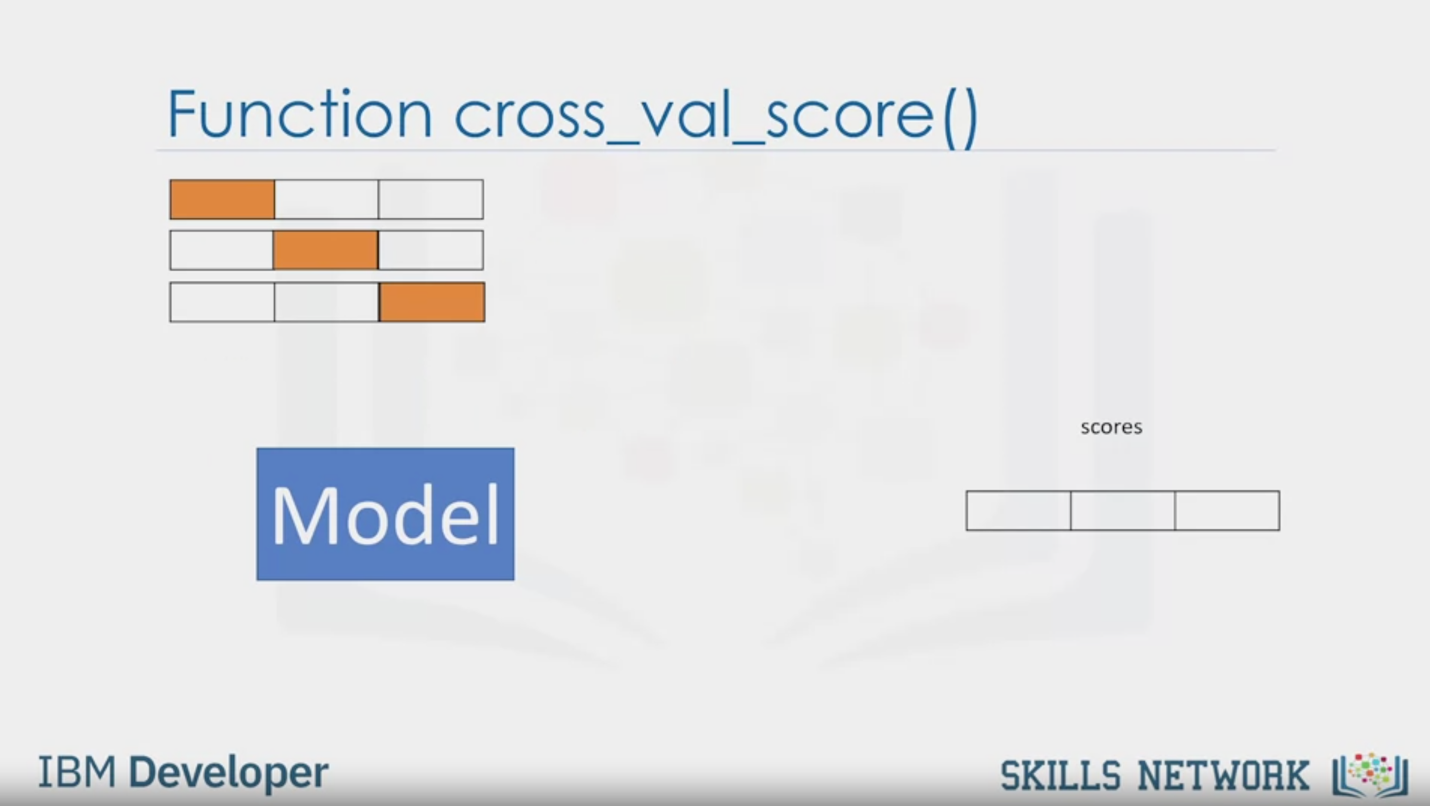 Function cross_val_score()
scores
Model
IBM Developer
SKILLS NETWORK